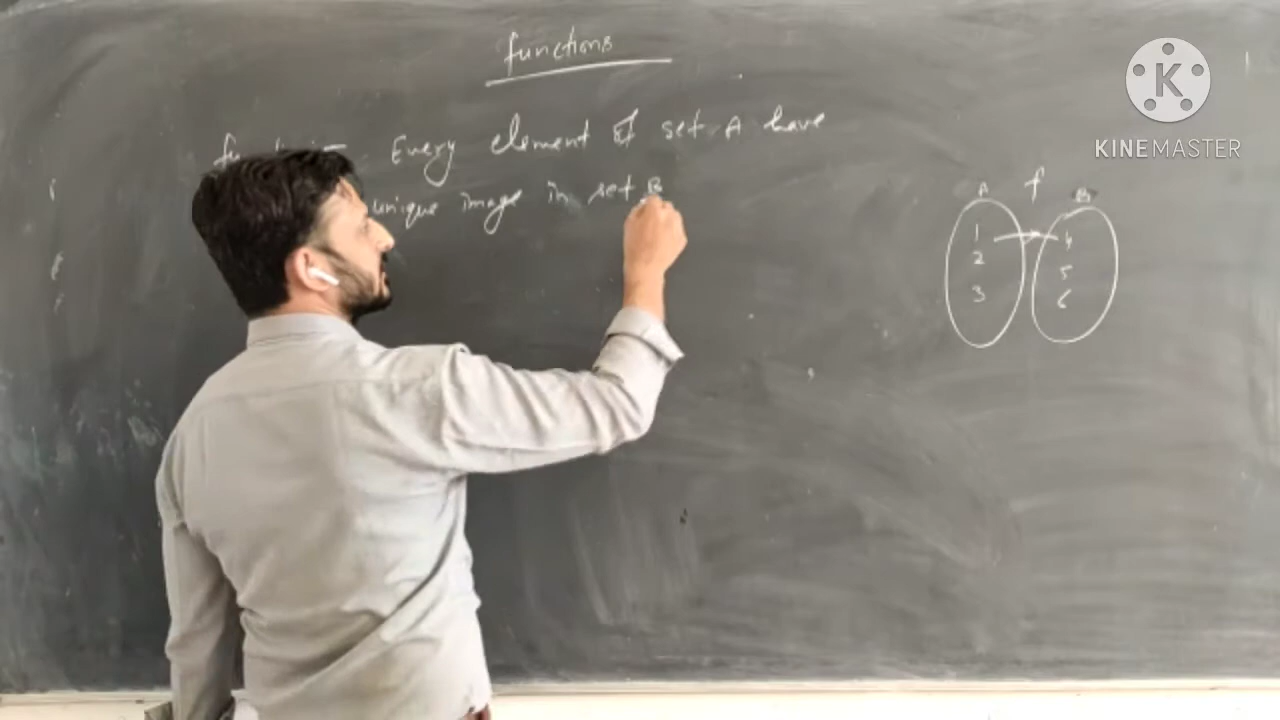 functions
Every element of set A have
unique image in set B
f
A B
1 4
2 5
3 6
K
KINEMASTER